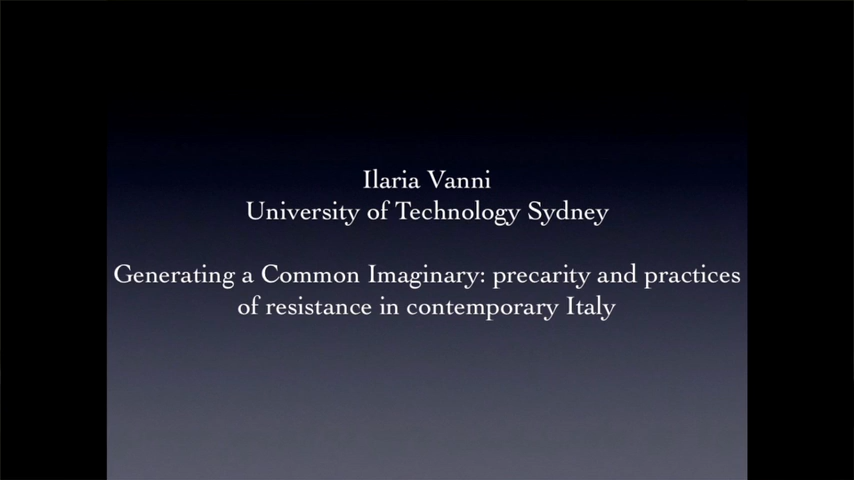 Ilaria Vanni
University of Technology Sydney
Generating a Common Imaginary: precarity and practices
of resistance in contemporary Italy